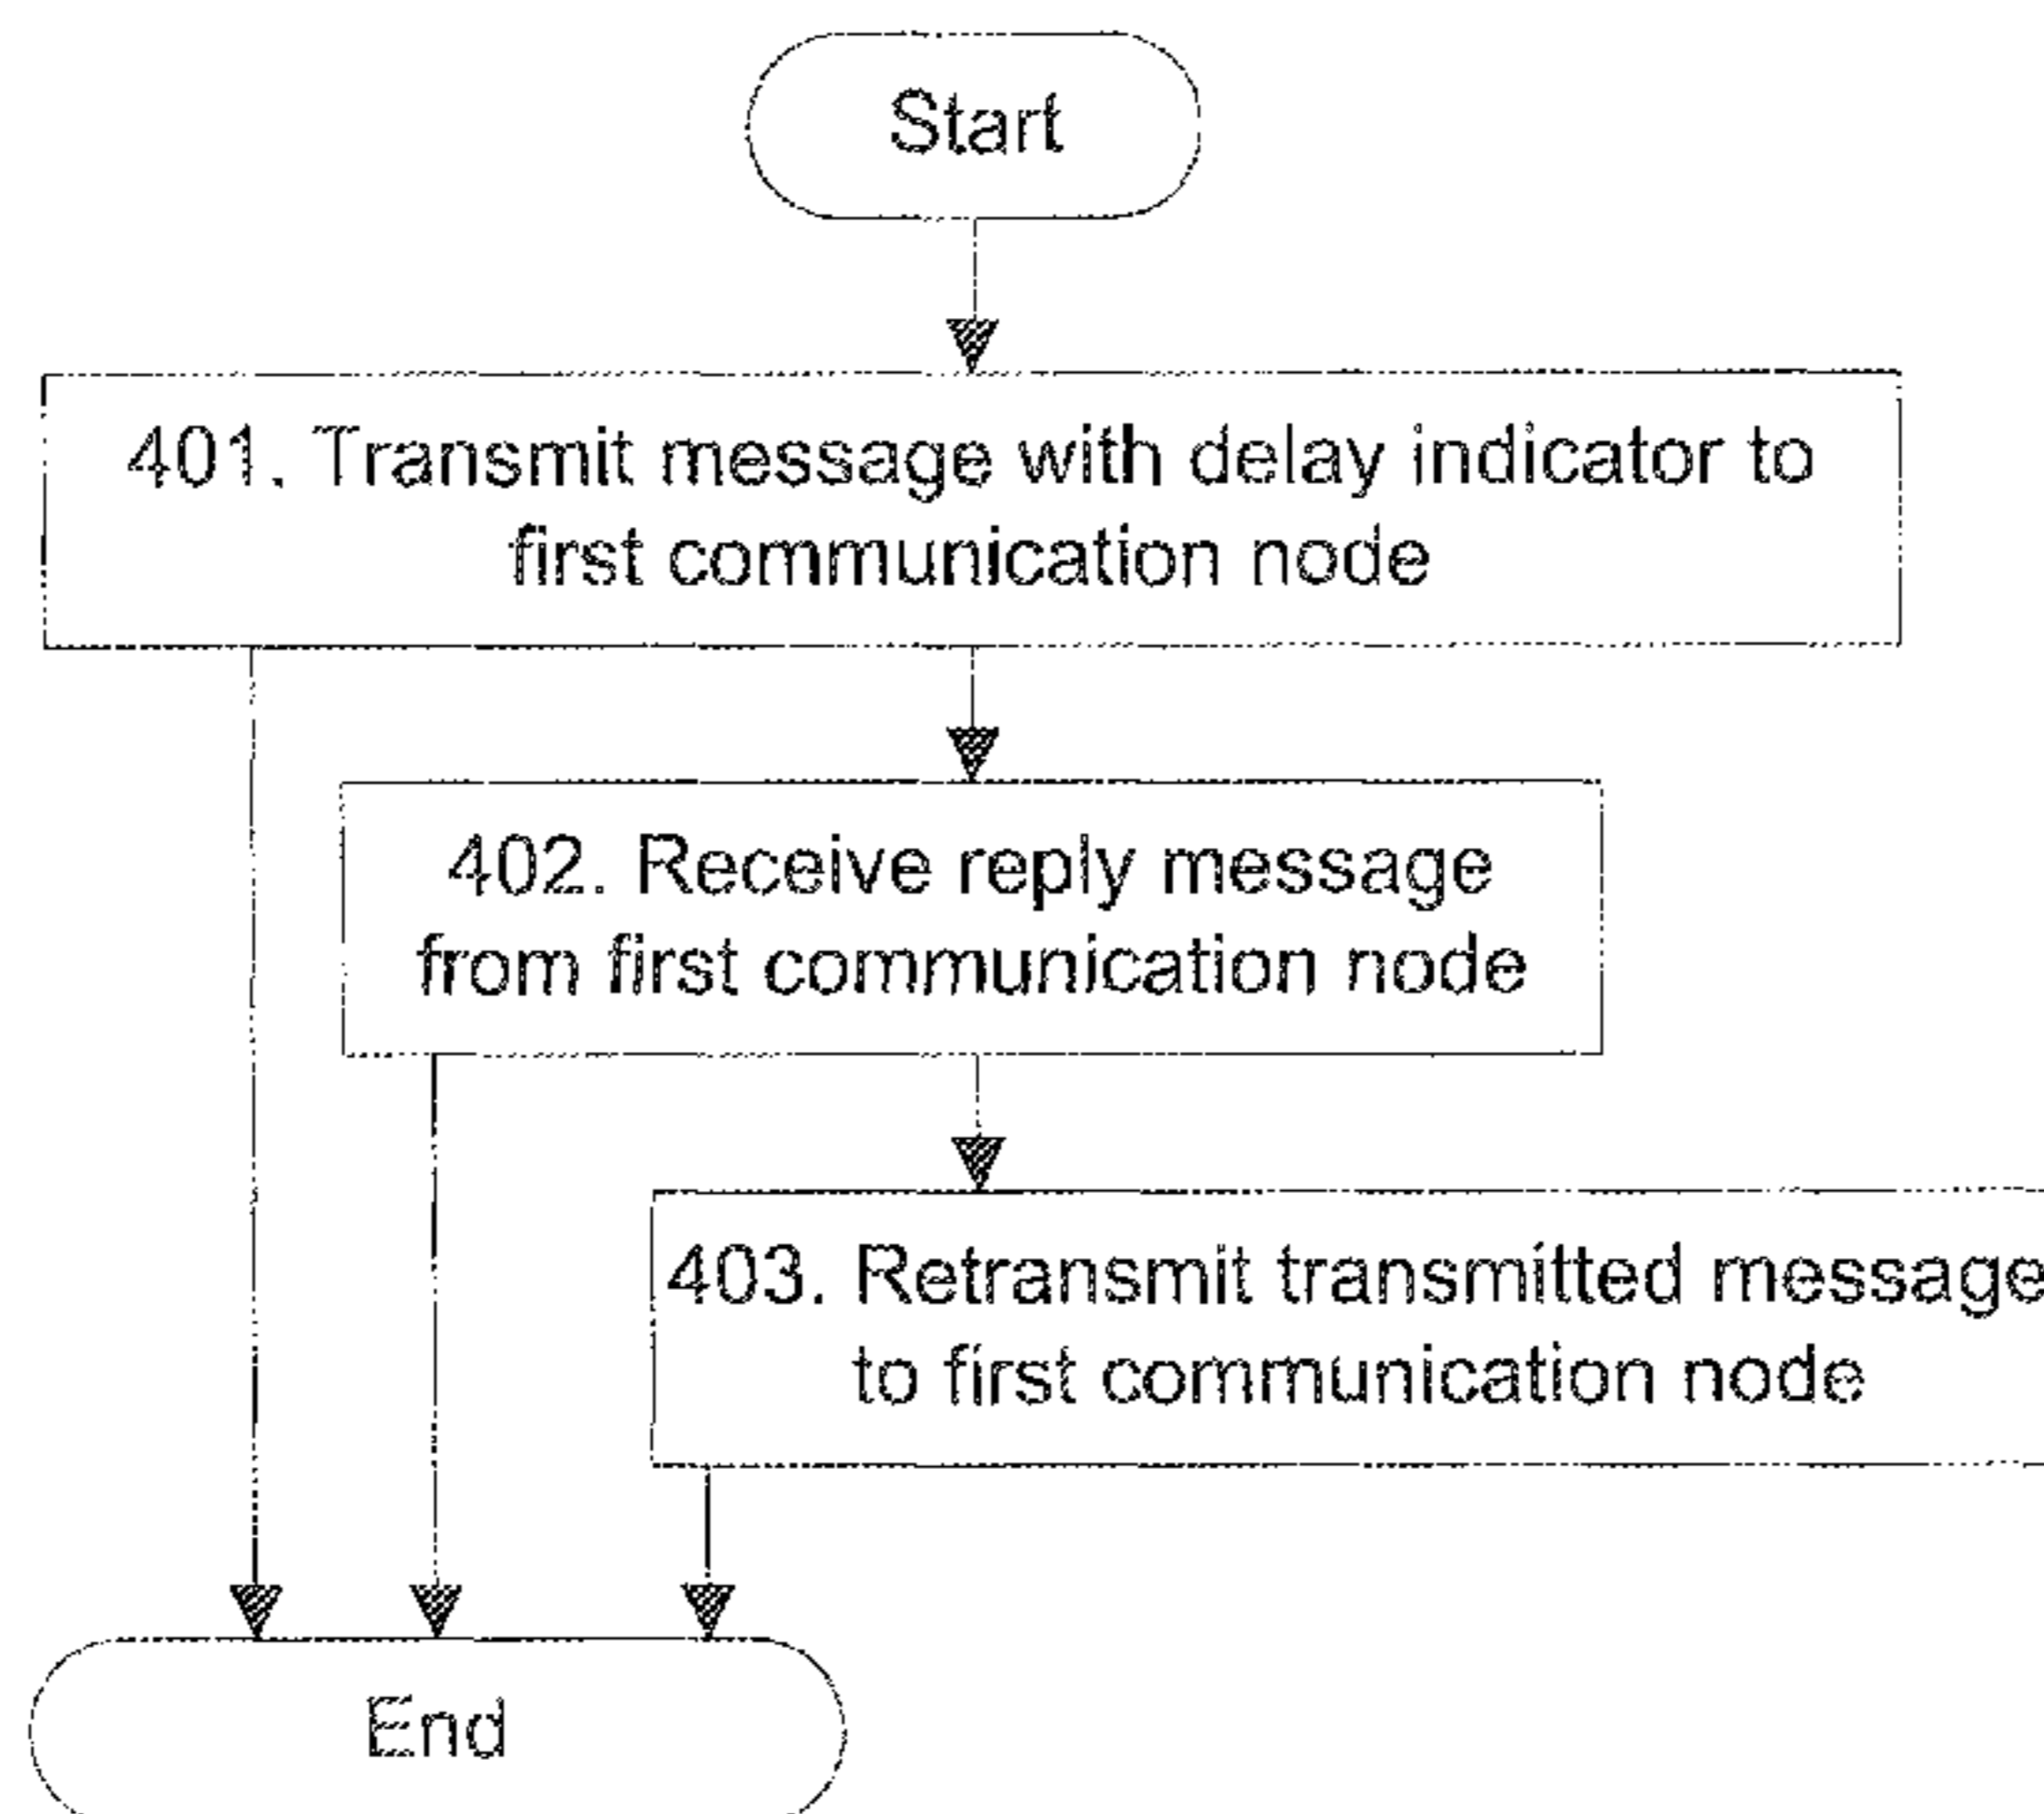 Start
401. Transmit message with delay indicator to
first communication node
402. Receive reply message
from first communication node
403. Retransmit transmitted message
to first communication node
End